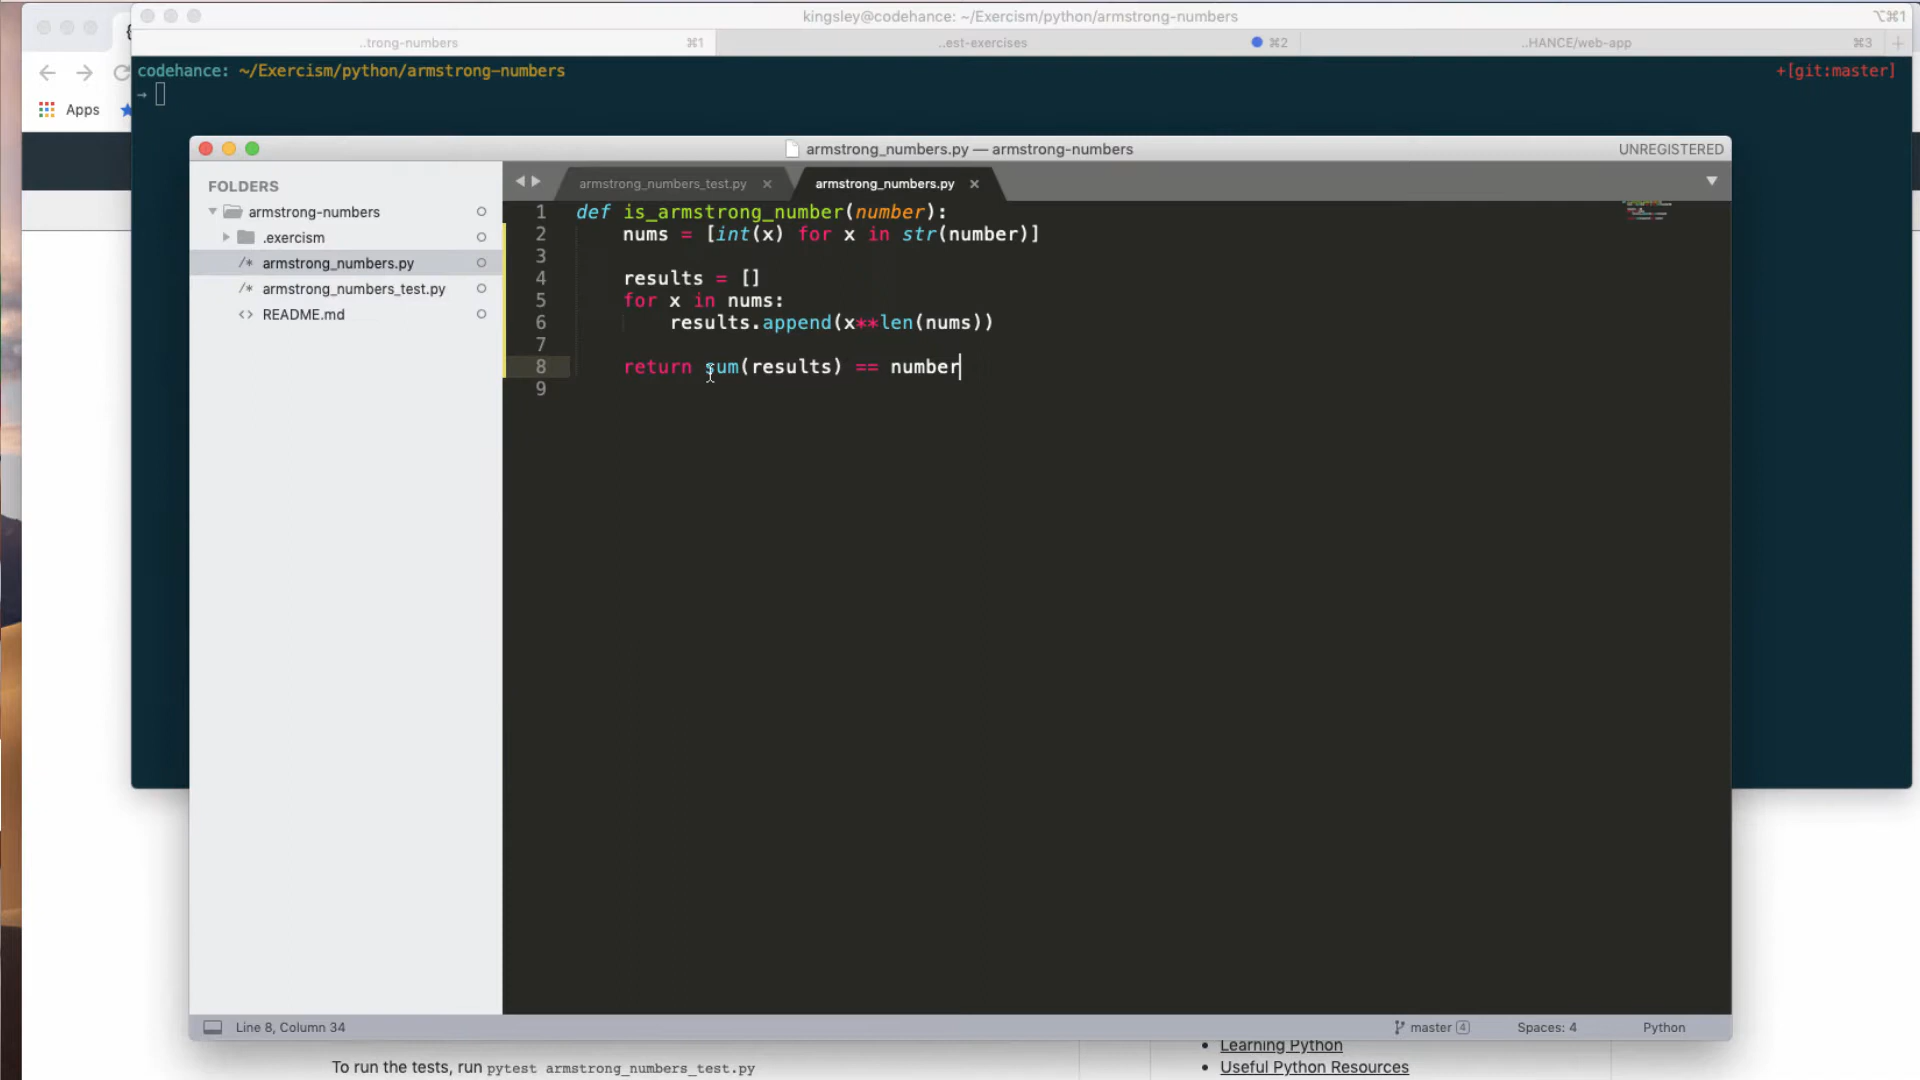 kingsley@codehance: ~/Exercism/python/armstrong-numbers
⌥⌘1
..trong-numbers
⌘1
..est-exercises
⌘2
..HANCE/web-app
⌘3
codehance: ~/Exercism/python/armstrong-numbers
+[git:master]
→
Apps
armstrong_numbers.py — armstrong-numbers
UNREGISTERED
FOLDERS
armstrong-numbers
.exercism
/* armstrong_numbers.py
/* armstrong_numbers_test.py
<> README.md
armstrong_numbers_test.py ×
armstrong_numbers.py ×
1 def is_armstrong_number(number):
2     nums = [int(x) for x in str(number)]
3
4     results = []
5     for x in nums:
6         results.append(x**len(nums))
7
8     return sum(results) == number
9
Line 8, Column 34
master 4
Spaces: 4
Python
To run the tests, run pytest armstrong_numbers_test.py
• Learning Python
• Useful Python Resources